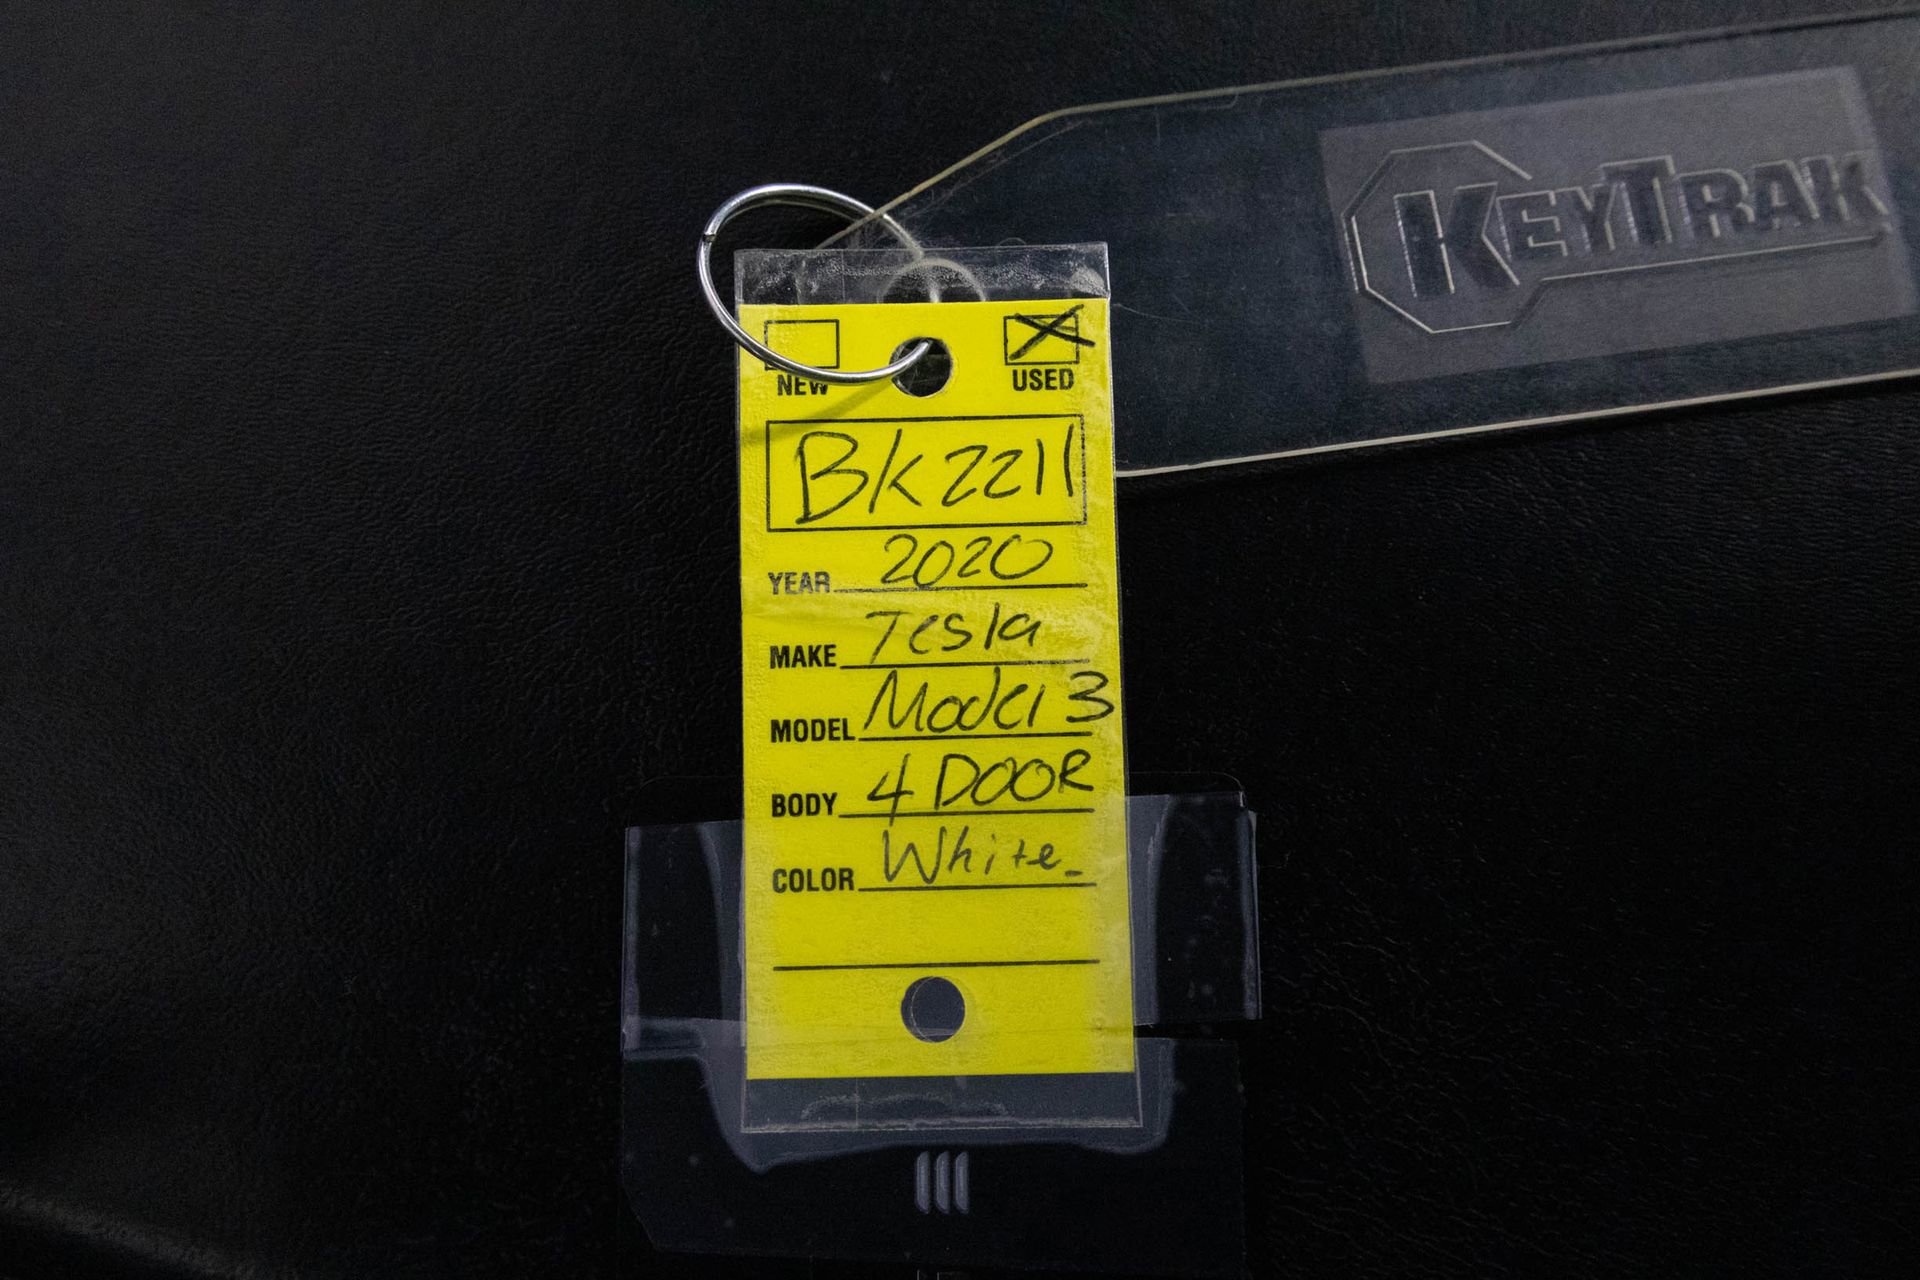 KEYTRAK
NEW USED
BK2211
YEAR 2020
MAKE Tesla
MODEL Model 3
BODY 4 DOOR
COLOR White